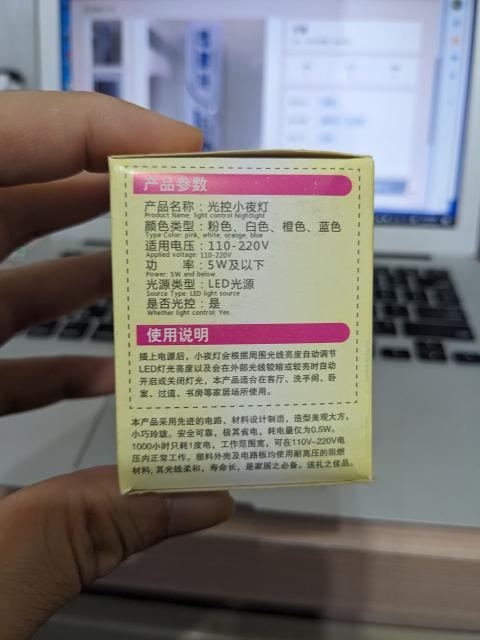 产品参数
产品名称：光控小夜灯
Product Name: light control Nightlight
颜色类型：粉色、白色、橙色、蓝色
Type Color: pink, white, orange, blue
适用电压：110-220V
Applied voltage: 110-220V
功 率：5W及以下
Power: 5W and below
光源类型：LED光源
Source Type: LED light source
是否光控：是
Whether light control: Yes
使用说明
插上电源后，小夜灯会根据周围光线亮度自动调节
LED灯光亮度以及会在外部光线较暗或较亮时自动
开启或关闭灯光，本产品适合在客厅、洗手间、卧
室、过道、书房等家居场所使用。
本产品采用先进的电路、材料设计制造，造型美观大方，
小巧玲珑。安全可靠，极其省电，耗电量仅为0.5W。
1000小时只耗1度电，工作范围宽，可在110V~220V电
压内正常工作。塑料外壳及电路板均使用耐高压的阻燃
材料；其光线柔和，寿命长，是家居之必备。送礼之佳品。